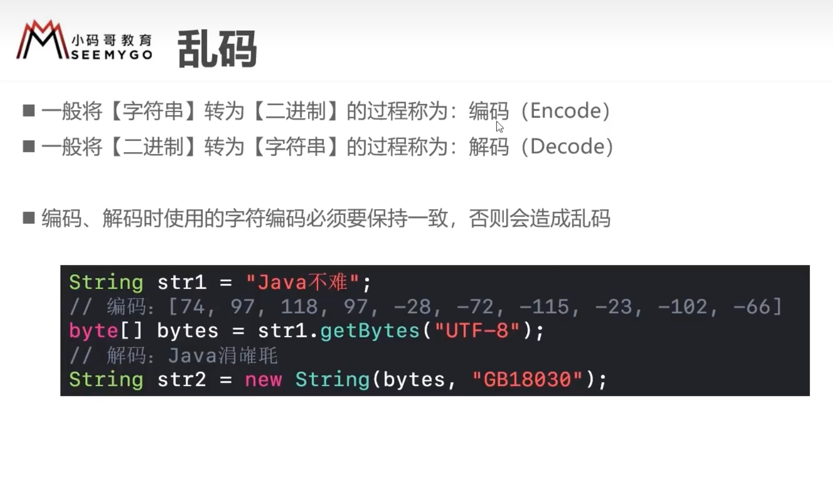 小码哥教育
SEEMYGO
乱码
一般将【字符串】转为【二进制】的过程称为：编码（Encode）
一般将【二进制】转为【字符串】的过程称为：解码（Decode）
编码、解码时使用的字符编码必须要保持一致，否则会造成乱码
String str1 = "Java不难";
// 编码：[74, 97, 118, 97, -28, -72, -115, -23, -102, -66]
byte[] bytes = str1.getBytes("UTF-8");
// 解码：Java涓嶉毦
String str2 = new String(bytes, "GB18030");